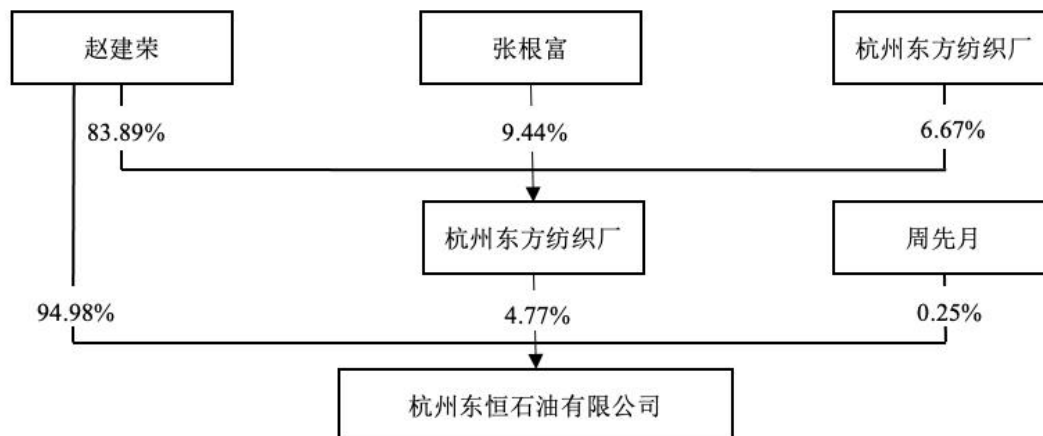 赵建荣
张根富
杭州东方纺织厂
83.89%
9.44%
6.67%
杭州东方纺织厂
周先月
94.98%
4.77%
0.25%
杭州东恒石油有限公司